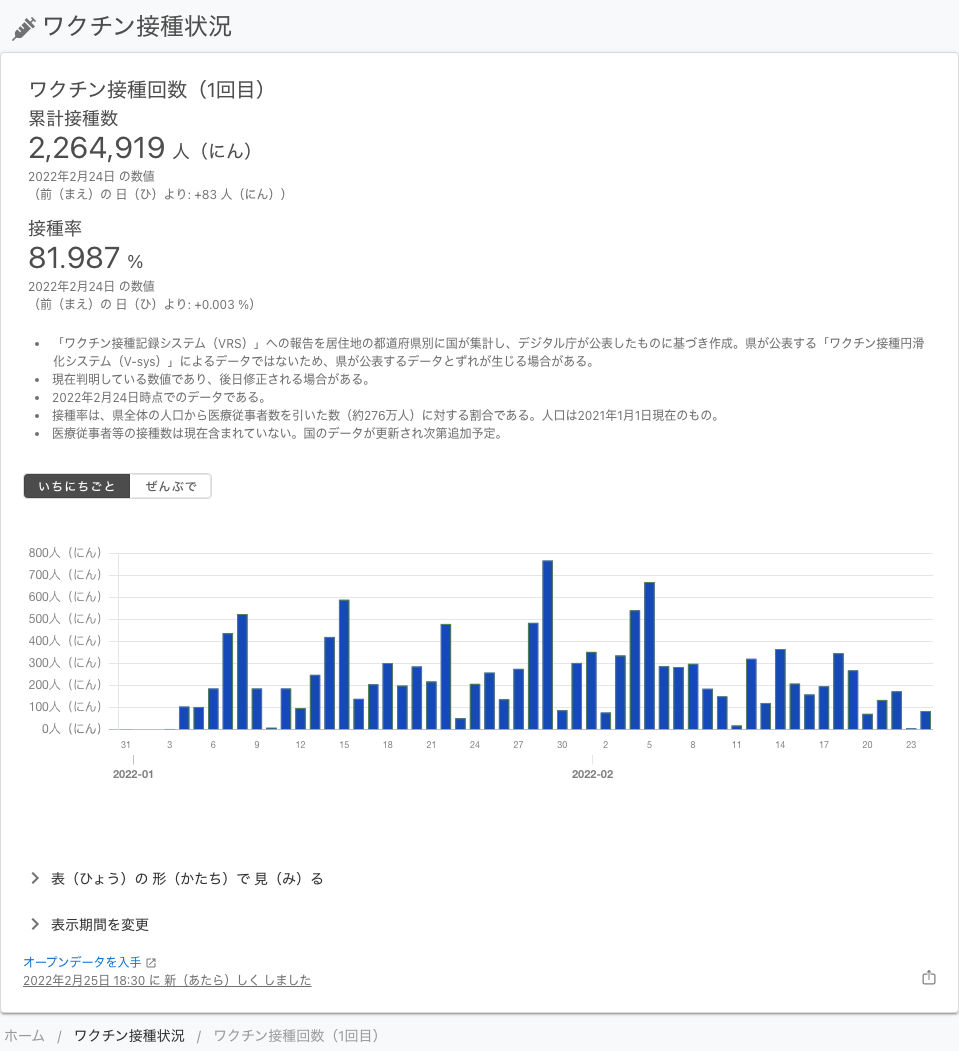 ワクチン接種状況
ワクチン接種回数（1回目）
累計接種数
2,264,919 人（にん）
2022年2月24日 の数値
（前（まえ）の 日（ひ）より: +83 人（にん））
接種率
81.987 %
2022年2月24日 の数値
（前（まえ）の 日（ひ）より: +0.003 %）
• 「ワクチン接種記録システム（VRS）」への報告を居住地の都道府県別に国が集計し、デジタル庁が公表したものに基づき作成。県が公表する「ワクチン接種円滑
化システム（V-sys）」によるデータではないため、県が公表するデータとずれが生じる場合がある。
• 現在判明している数値であり、後日修正される場合がある。
• 2022年2月24日時点でのデータである。
• 接種率は、県全体の人口から医療従事者数を引いた数（約276万人）に対する割合である。人口は2021年1月1日現在のもの。
• 医療従事者等の接種数は現在含まれていない。国のデータが更新され次第追加予定。
いちにちごと ぜんぶで
800人（にん）
700人（にん）
600人（にん）
500人（にん）
400人（にん）
300人（にん）
200人（にん）
100人（にん）
0人（にん）
31 3 6 9 12 15 18 21 24 27 30 2 5 8 11 14 17 20 23
2022-01 2022-02
表（ひょう）の 形（かたち）で 見（み）る
表示期間を変更
オープンデータを入手
2022年2月25日 18:30 に 新（あたら）しく しました
ホーム / ワクチン接種状況 / ワクチン接種回数（1回目）